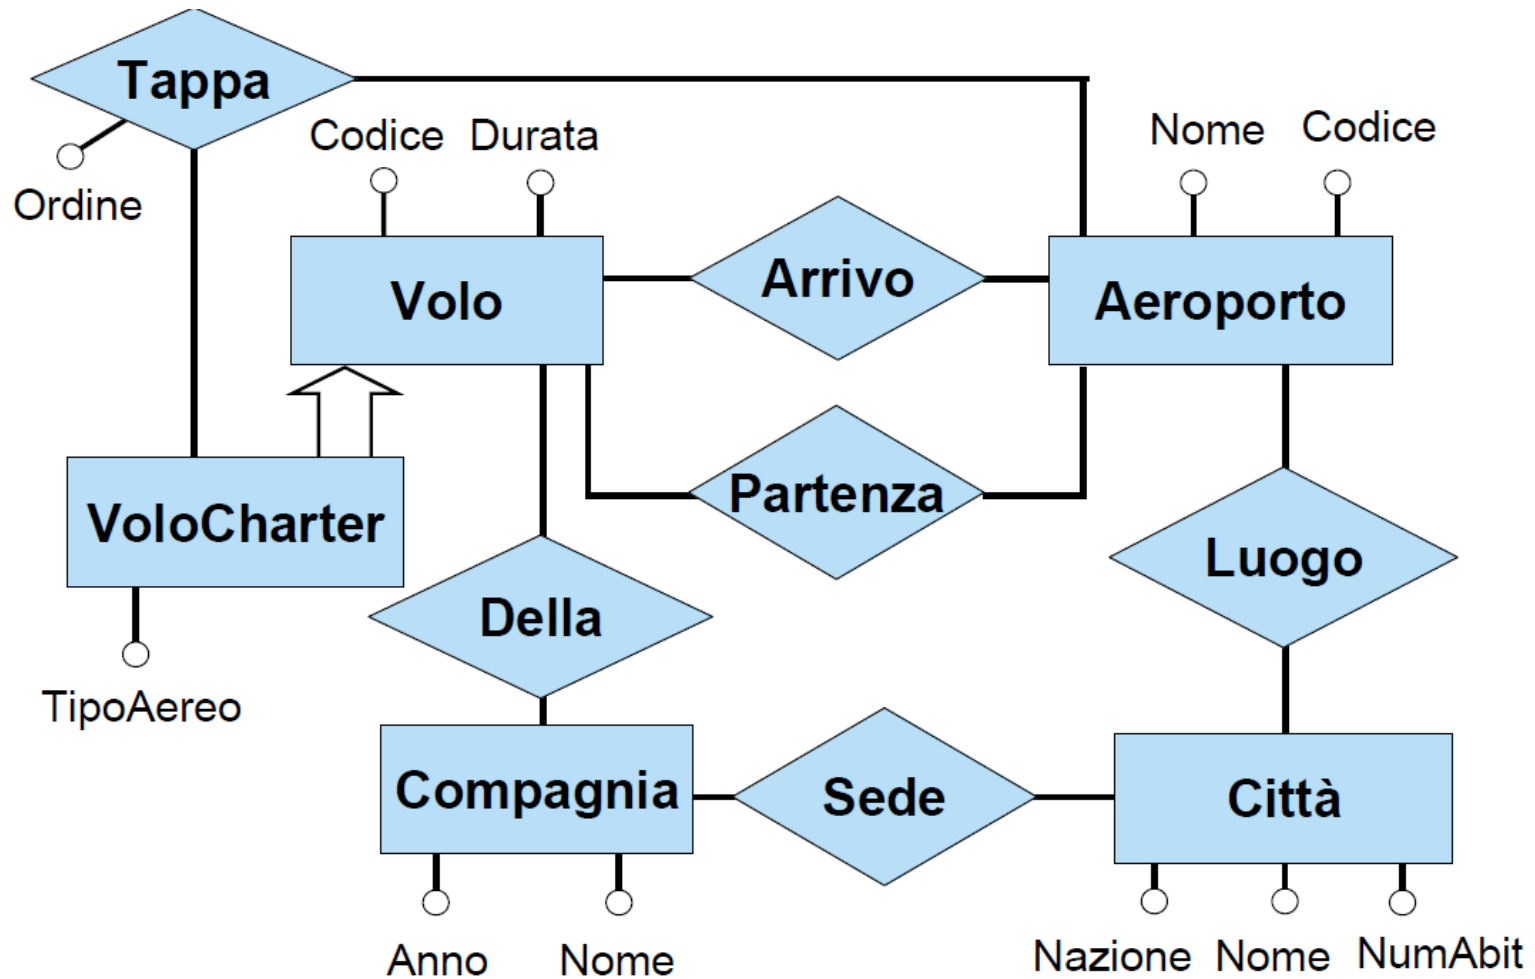 Tappa
Codice Durata
Nome Codice
Ordine
Volo
Arrivo
Aeroporto
VoloCharter
Partenza
Della
Luogo
TipoAereo
Compagnia
Sede
Città
Anno Nome
Nazione Nome NumAbit